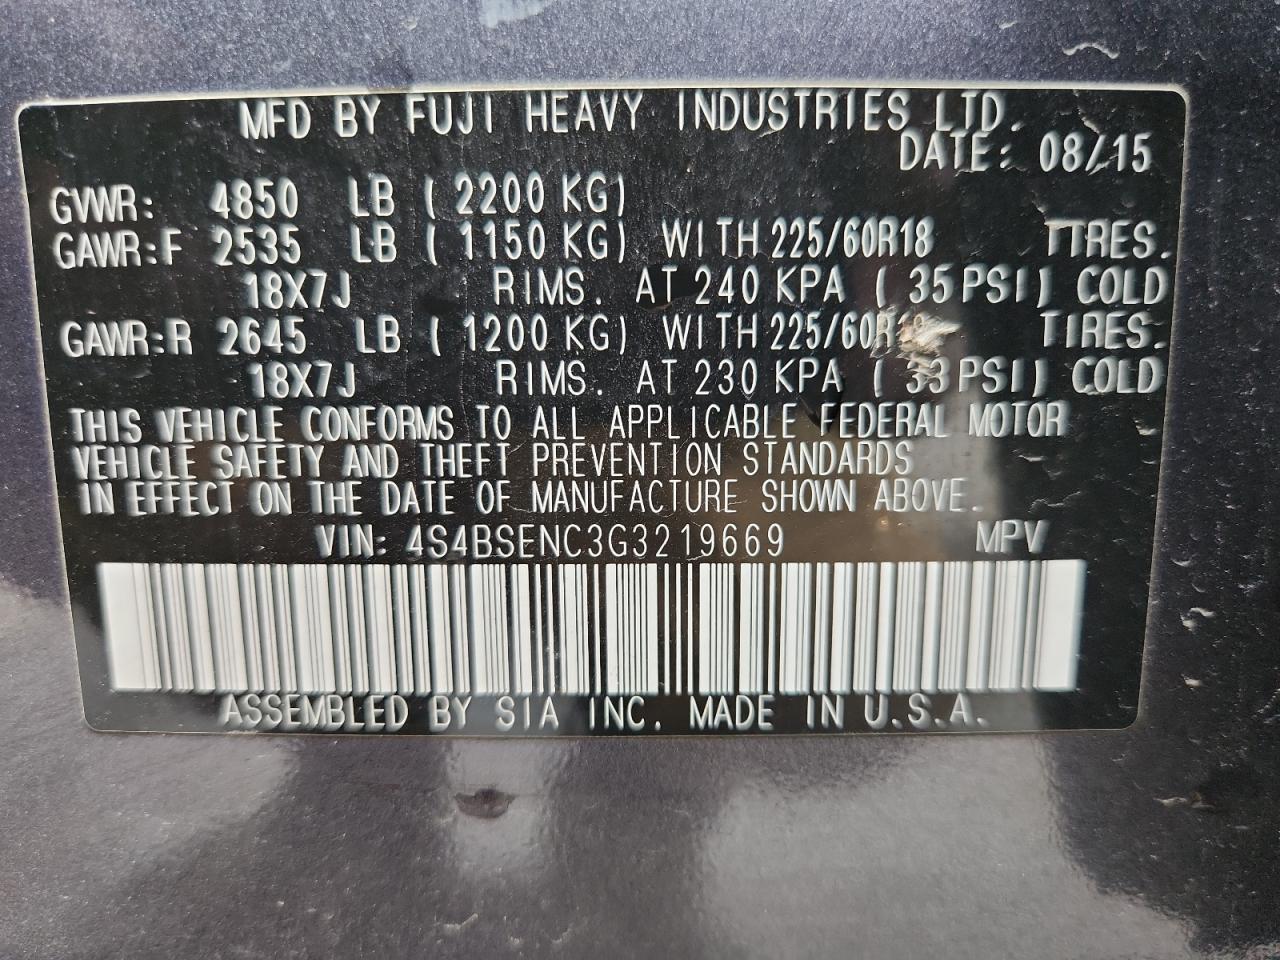 MFD BY FUJI HEAVY INDUSTRIES LTD.
DATE: 08/15
GVWR: 4850 LB ( 2200 KG)
GAWR:F 2535 LB ( 1150 KG) WITH 225/60R18 TIRES.
18X7J RIMS. AT 240 KPA ( 35 PSI) COLD
GAWR:R 2645 LB ( 1200 KG) WITH 225/60R18 TIRES.
18X7J RIMS. AT 230 KPA ( 33 PSI) COLD
THIS VEHICLE CONFORMS TO ALL APPLICABLE FEDERAL MOTOR
VEHICLE SAFETY AND THEFT PREVENTION STANDARDS
IN EFFECT ON THE DATE OF MANUFACTURE SHOWN ABOVE.
VIN: 4S4BSENC3G3219669 MPV
ASSEMBLED BY SIA INC. MADE IN U.S.A.